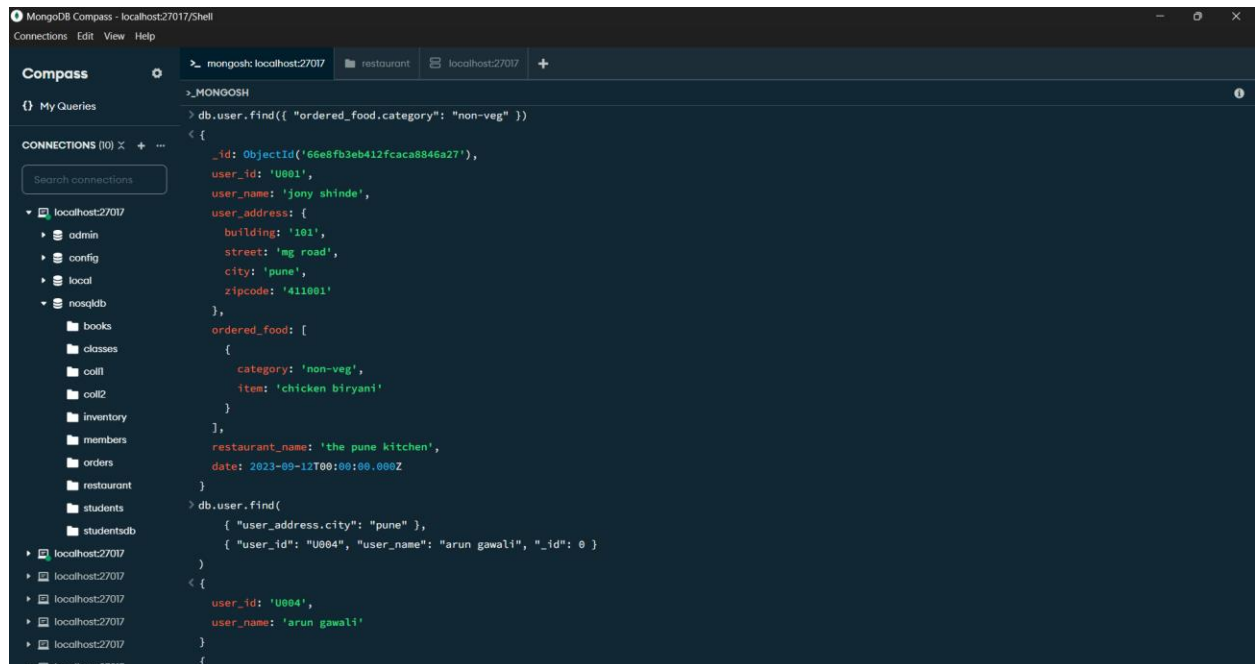 MongoDB Compass - localhost:27017/Shell
Connections Edit View Help
Compass
{} My Queries
CONNECTIONS (10)
Search connections
localhost:27017
admin
config
local
nosqldb
books
classes
coll1
coll2
inventory
members
orders
restaurant
students
studentsdb
localhost:27017
localhost:27017
localhost:27017
localhost:27017
localhost:27017
>_ mongosh: localhost:27017
restaurant
localhost:27017
>_MONGOSH
> db.user.find({ "ordered_food.category": "non-veg" })
< {
_id: ObjectId('66e8fb3eb412fcaca8846a27'),
user_id: 'U001',
user_name: 'jony shinde',
user_address: {
building: '101',
street: 'mg road',
city: 'pune',
zipcode: '411001'
},
ordered_food: [
{
category: 'non-veg',
item: 'chicken biryani'
}
],
restaurant_name: 'the pune kitchen',
date: 2023-09-12T00:00:00.000Z
}
> db.user.find(
{ "user_address.city": "pune" },
{ "user_id": "U004", "user_name": "arun gawali", "_id": 0 }
)
< {
user_id: 'U004',
user_name: 'arun gawali'
}
{